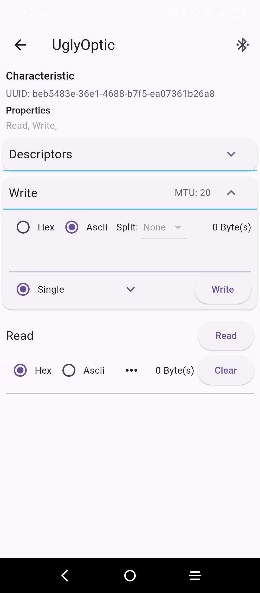 UglyOptic
Characteristic
UUID: beb5483e-36e1-4688-b7f5-ea07361b26a8
Properties
Read, Write,
Descriptors
Write MTU: 20
Hex Ascii Split: None 0 Byte(s)
Single Write
Read Read
Hex Ascii ••• 0 Byte(s) Clear